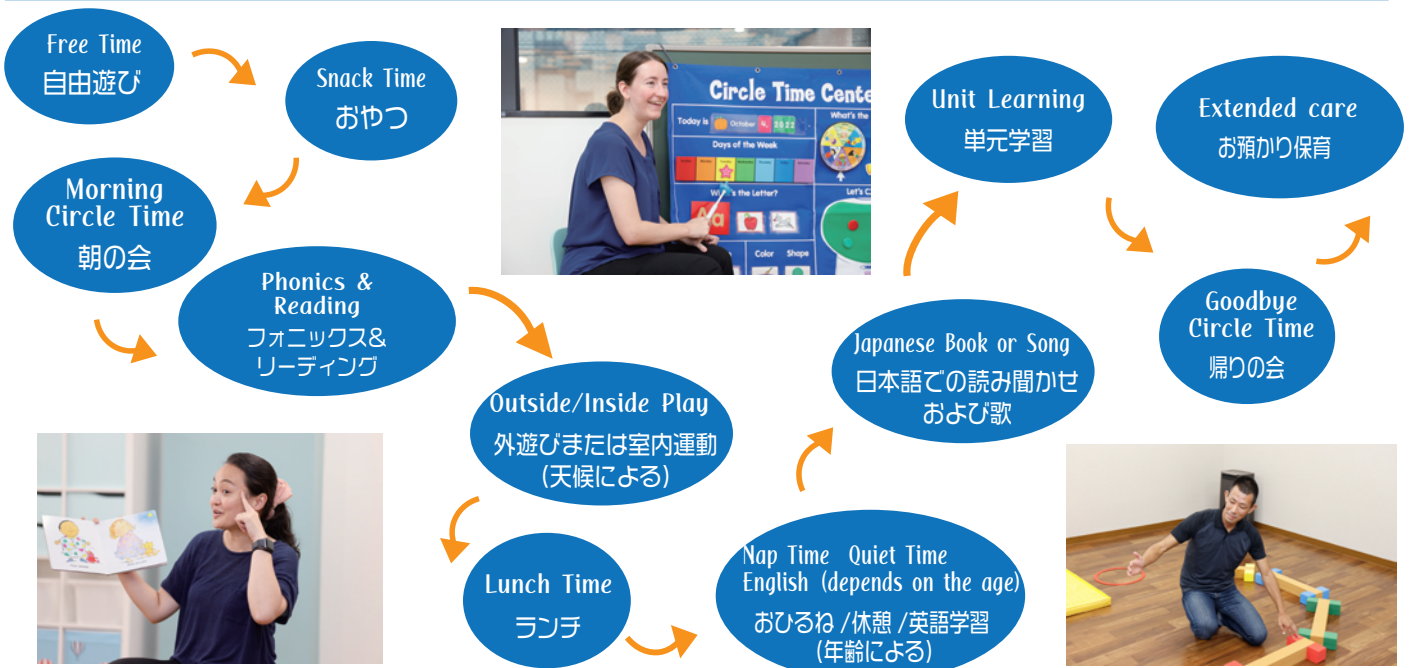 Free Time
自由遊び
Snack Time
おやつ
Morning
Circle Time
朝の会
Phonics &
Reading
フォニックス&
リーディング
Outside/Inside Play
外遊びまたは室内運動
(天候による)
Lunch Time
ランチ
Nap Time Quiet Time
English (depends on the age)
おひるね /休憩 /英語学習
(年齢による)
Japanese Book or Song
日本語での読み聞かせ
および歌
Unit Learning
単元学習
Goodbye
Circle Time
帰りの会
Extended care
お預かり保育
Circle Time Cente
Today is October 4, 2022
What's the
Days of the Week
the Letter?
Let's C
Aa
Color Shape